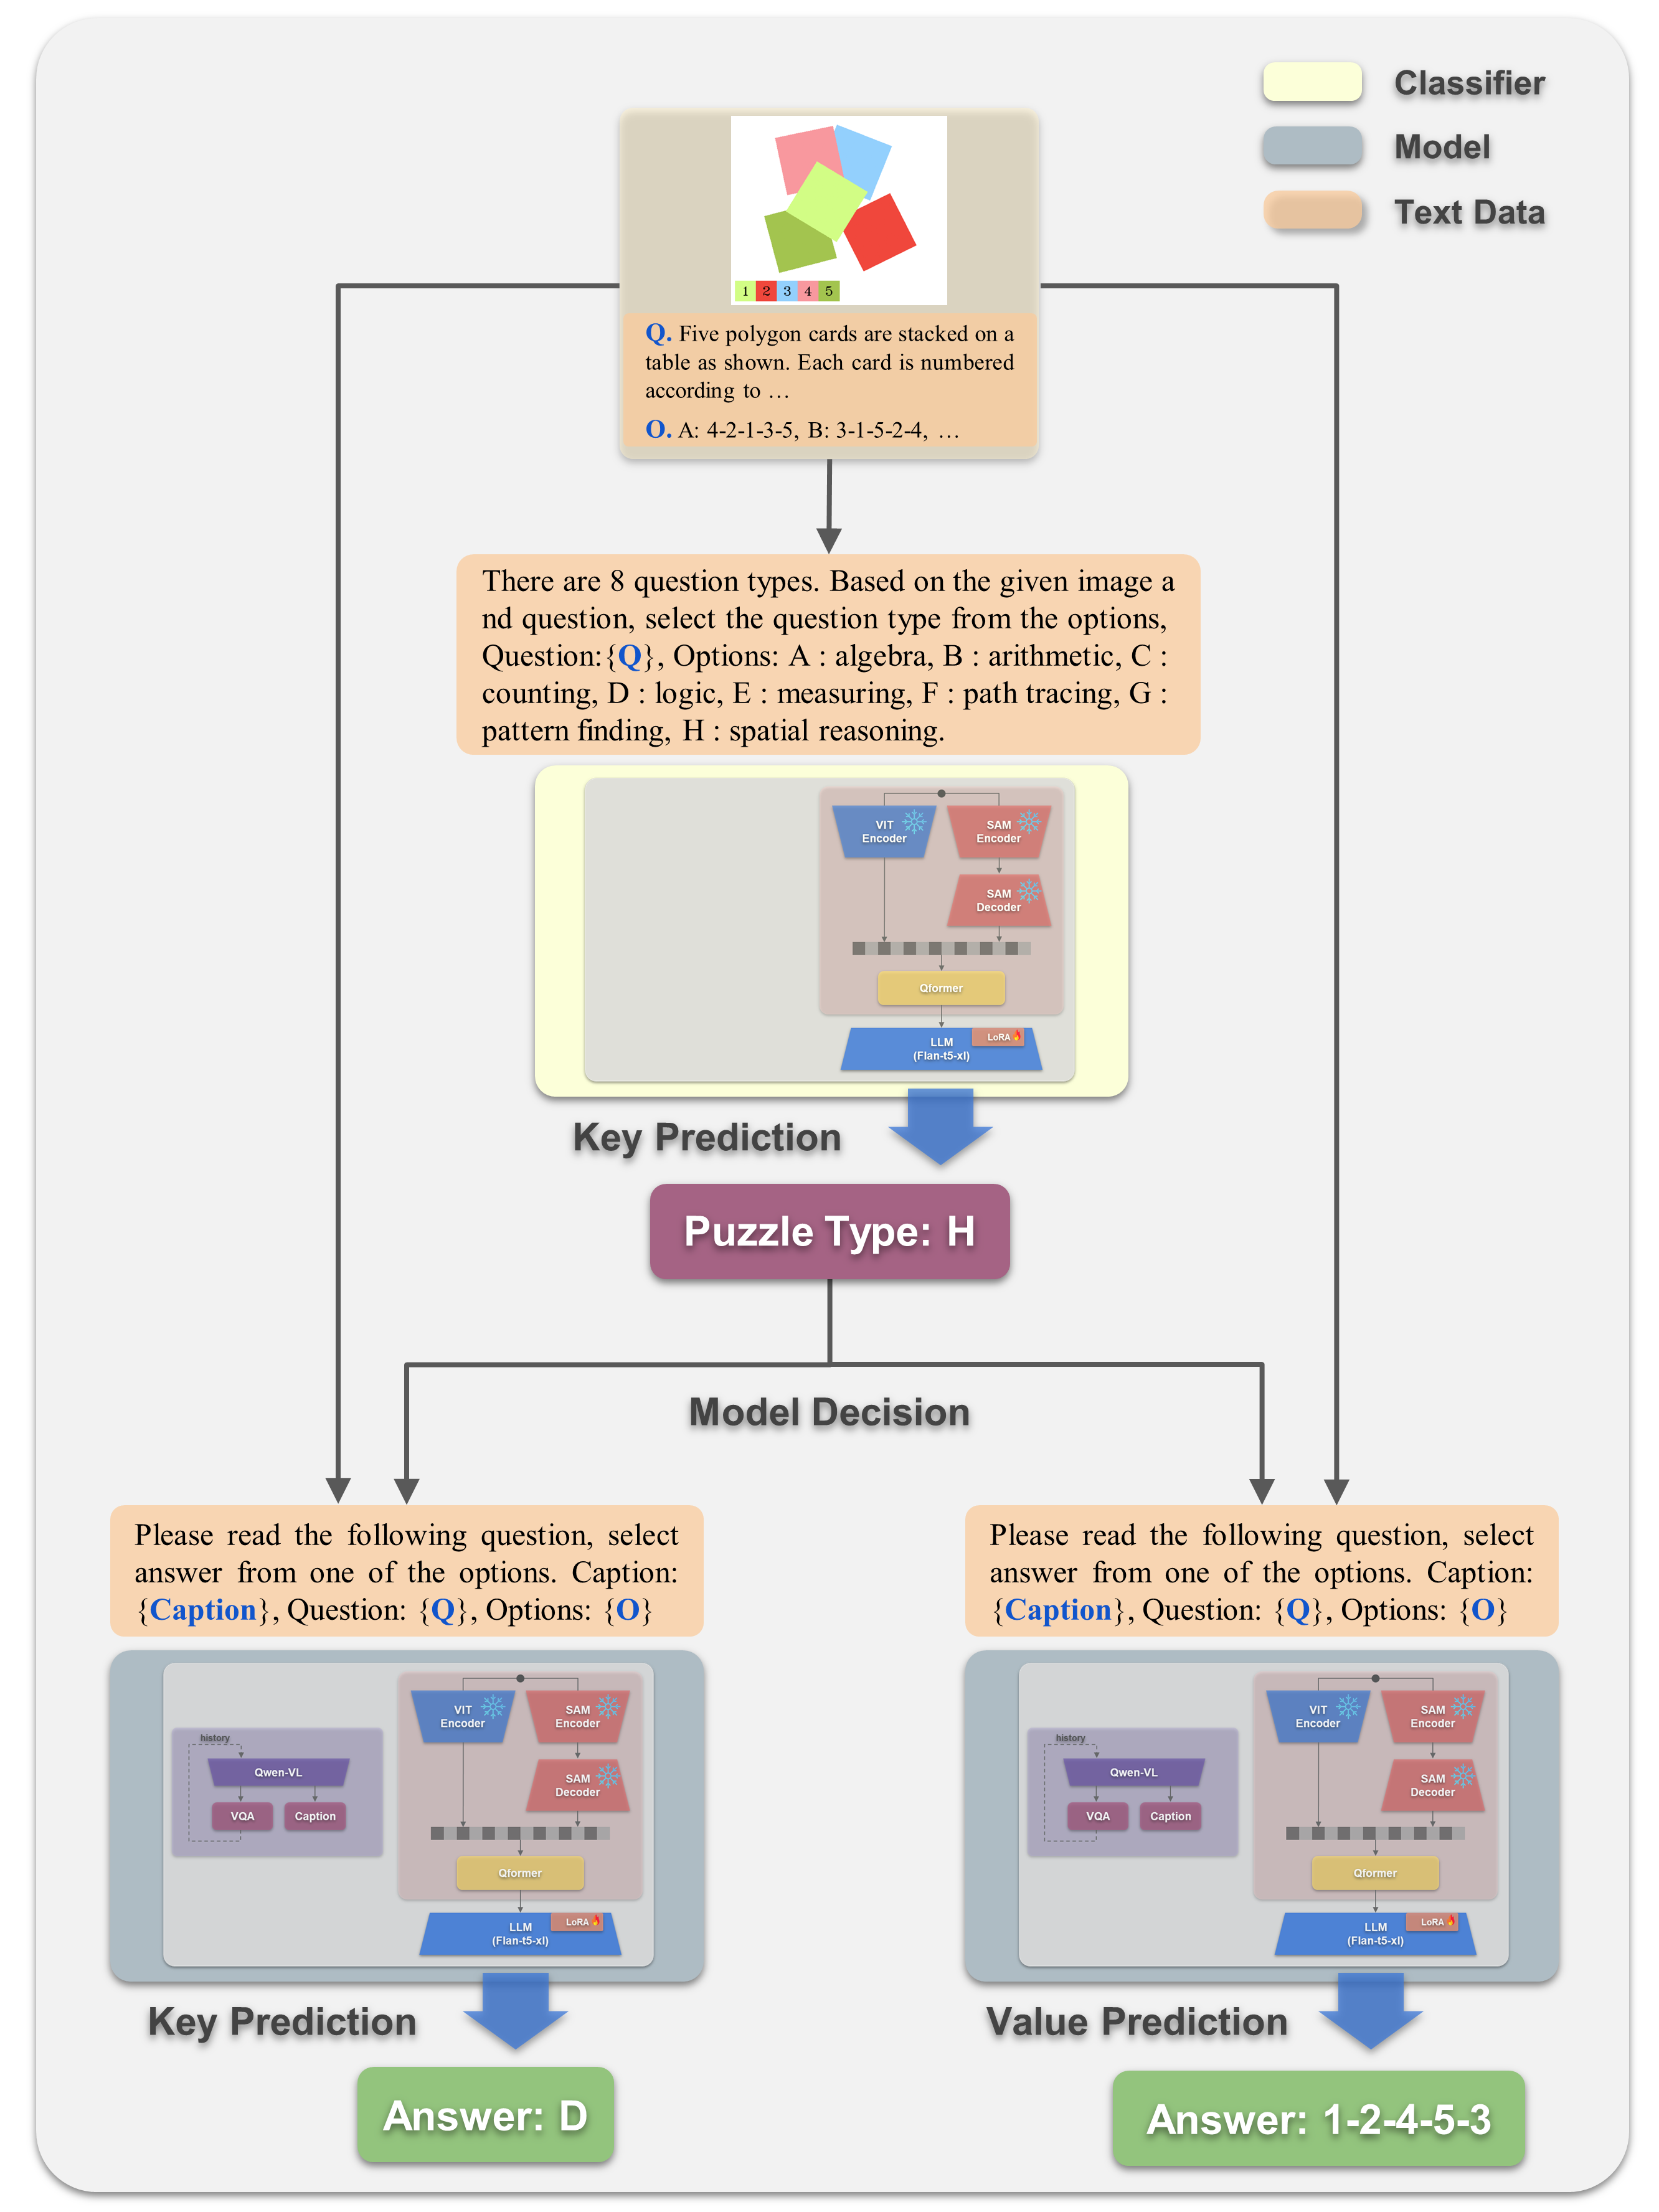 Classifier
Model
Text Data
1 2 3 4 5
Q. Five polygon cards are stacked on a
table as shown. Each card is numbered
according to …
O. A: 4-2-1-3-5, B: 3-1-5-2-4, …
There are 8 question types. Based on the given image a
nd question, select the question type from the options,
Question:{Q}, Options: A : algebra, B : arithmetic, C :
counting, D : logic, E : measuring, F : path tracing, G :
pattern finding, H : spatial reasoning.
VIT
Encoder
SAM
Encoder
SAM
Decoder
Qformer
LLM
(Flan-t5-xl)
LoRA
Key Prediction
Puzzle Type: H
Model Decision
Please read the following question, select
answer from one of the options. Caption:
{Caption}, Question: {Q}, Options: {O}
history
Qwen-VL
VQA
Caption
VIT
Encoder
SAM
Encoder
SAM
Decoder
Qformer
LLM
(Flan-t5-xl)
LoRA
Key Prediction
Answer: D
Please read the following question, select
answer from one of the options. Caption:
{Caption}, Question: {Q}, Options: {O}
history
Qwen-VL
VQA
Caption
VIT
Encoder
SAM
Encoder
SAM
Decoder
Qformer
LLM
(Flan-t5-xl)
LoRA
Value Prediction
Answer: 1-2-4-5-3